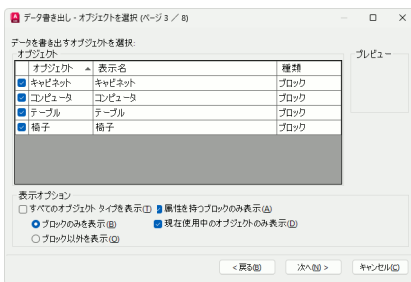 データ書き出し - オブジェクトを選択 (ページ 3 / 8)
データを書き出すオブジェクトを選択:
オブジェクト
プレビュー
オブジェクト 表示名 種類
キャビネット キャビネット ブロック
コンピュータ コンピュータ ブロック
テーブル テーブル ブロック
椅子 椅子 ブロック
表示オプション
すべてのオブジェクト タイプを表示(T) 属性を持つブロックのみ表示(A)
ブロックのみを表示(B) 現在使用中のオブジェクトのみ表示(D)
ブロック以外を表示(O)
< 戻る(B) 次へ(N) > キャンセル(C)